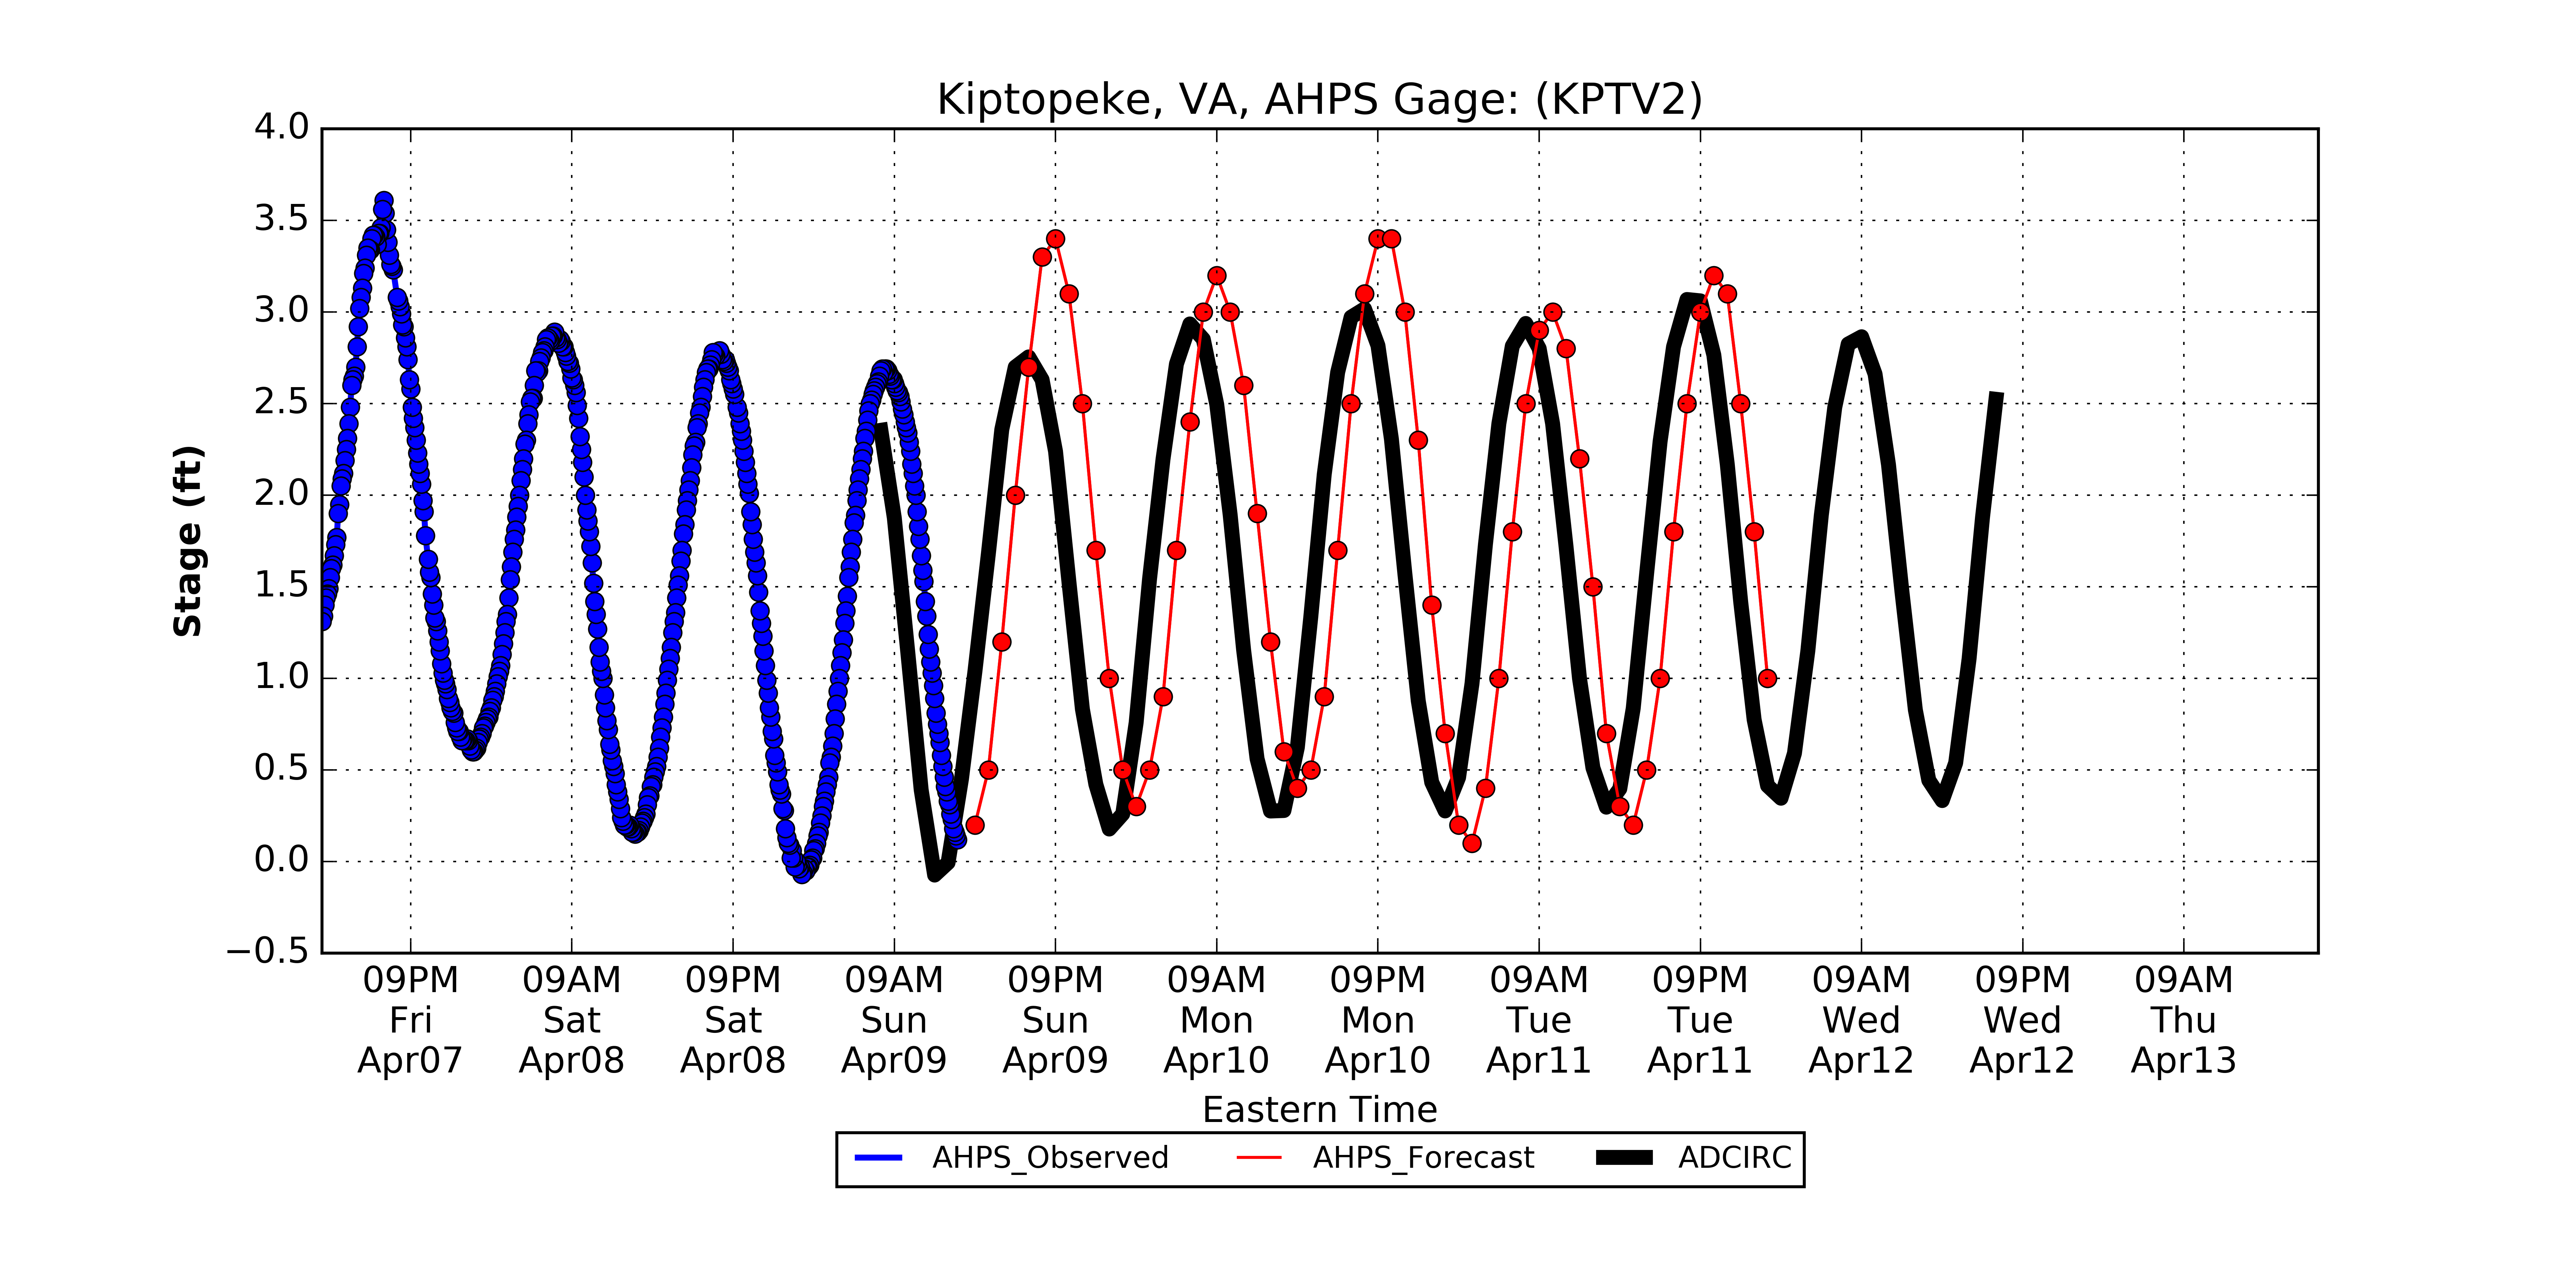 Kiptopeke, VA, AHPS Gage: (KPTV2)
4.0
3.5
3.0
2.5
2.0
1.5
1.0
0.5
0.0
−0.5
Stage (ft)
09PM 09AM 09PM 09AM 09PM 09AM 09PM 09AM 09PM 09AM 09PM 09AM
Fri Sat Sat Sun Sun Mon Mon Tue Tue Wed Wed Thu
Apr07 Apr08 Apr08 Apr09 Apr09 Apr10 Apr10 Apr11 Apr11 Apr12 Apr12 Apr13
Eastern Time
AHPS_Observed AHPS_Forecast ADCIRC